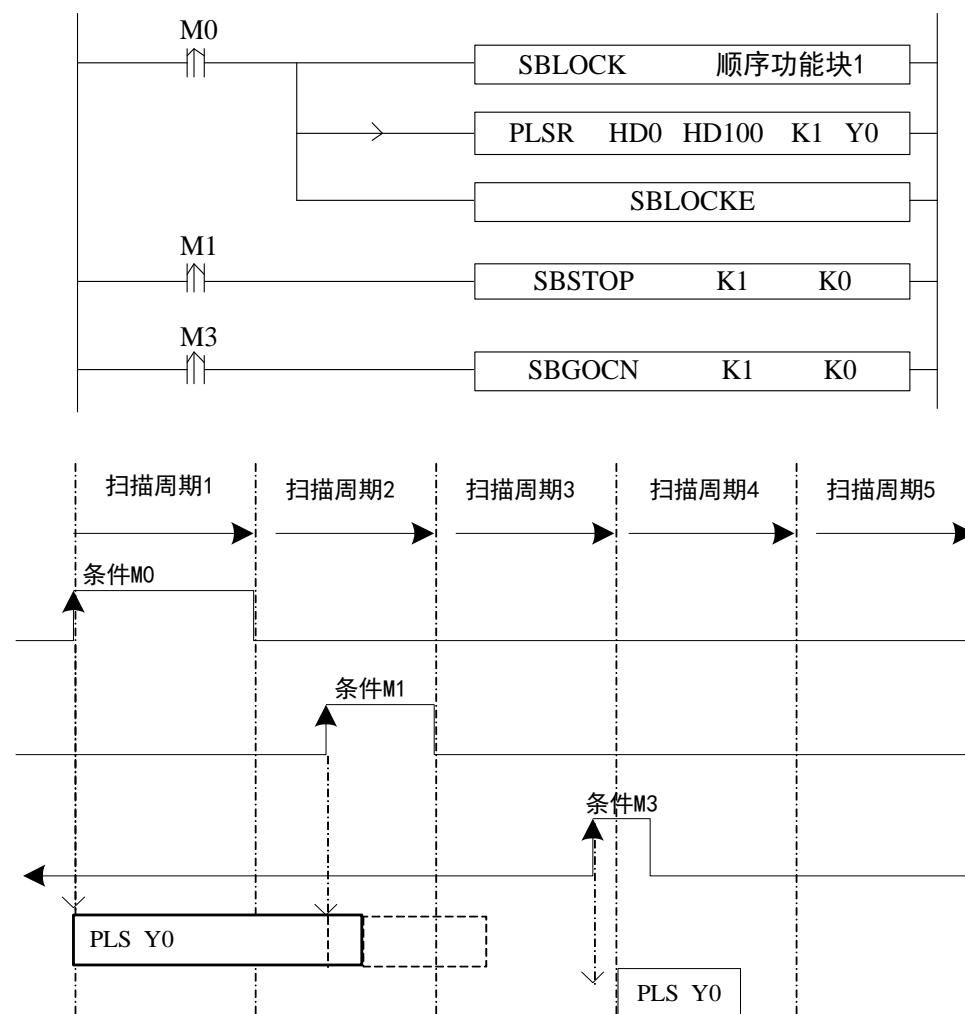 M0
SBLOCK 顺序功能块1
PLSR HD0 HD100 K1 Y0
SBLOCKE
M1
SBSTOP K1 K0
M3
SBGOCN K1 K0
扫描周期1 扫描周期2 扫描周期3 扫描周期4 扫描周期5
条件M0
条件M1
条件M3
PLS Y0
PLS Y0